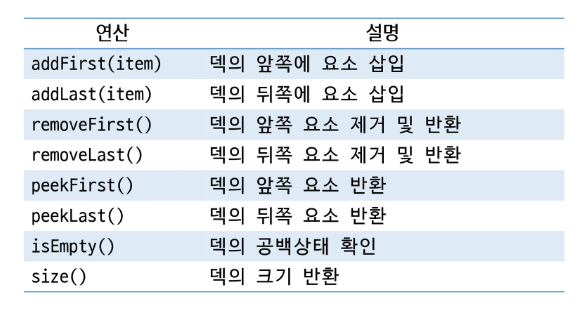 연산 설명
addFirst(item) 덱의 앞쪽에 요소 삽입
addLast(item) 덱의 뒤쪽에 요소 삽입
removeFirst() 덱의 앞쪽 요소 제거 및 반환
removeLast() 덱의 뒤쪽 요소 제거 및 반환
peekFirst() 덱의 앞쪽 요소 반환
peekLast() 덱의 뒤쪽 요소 반환
isEmpty() 덱의 공백상태 확인
size() 덱의 크기 반환